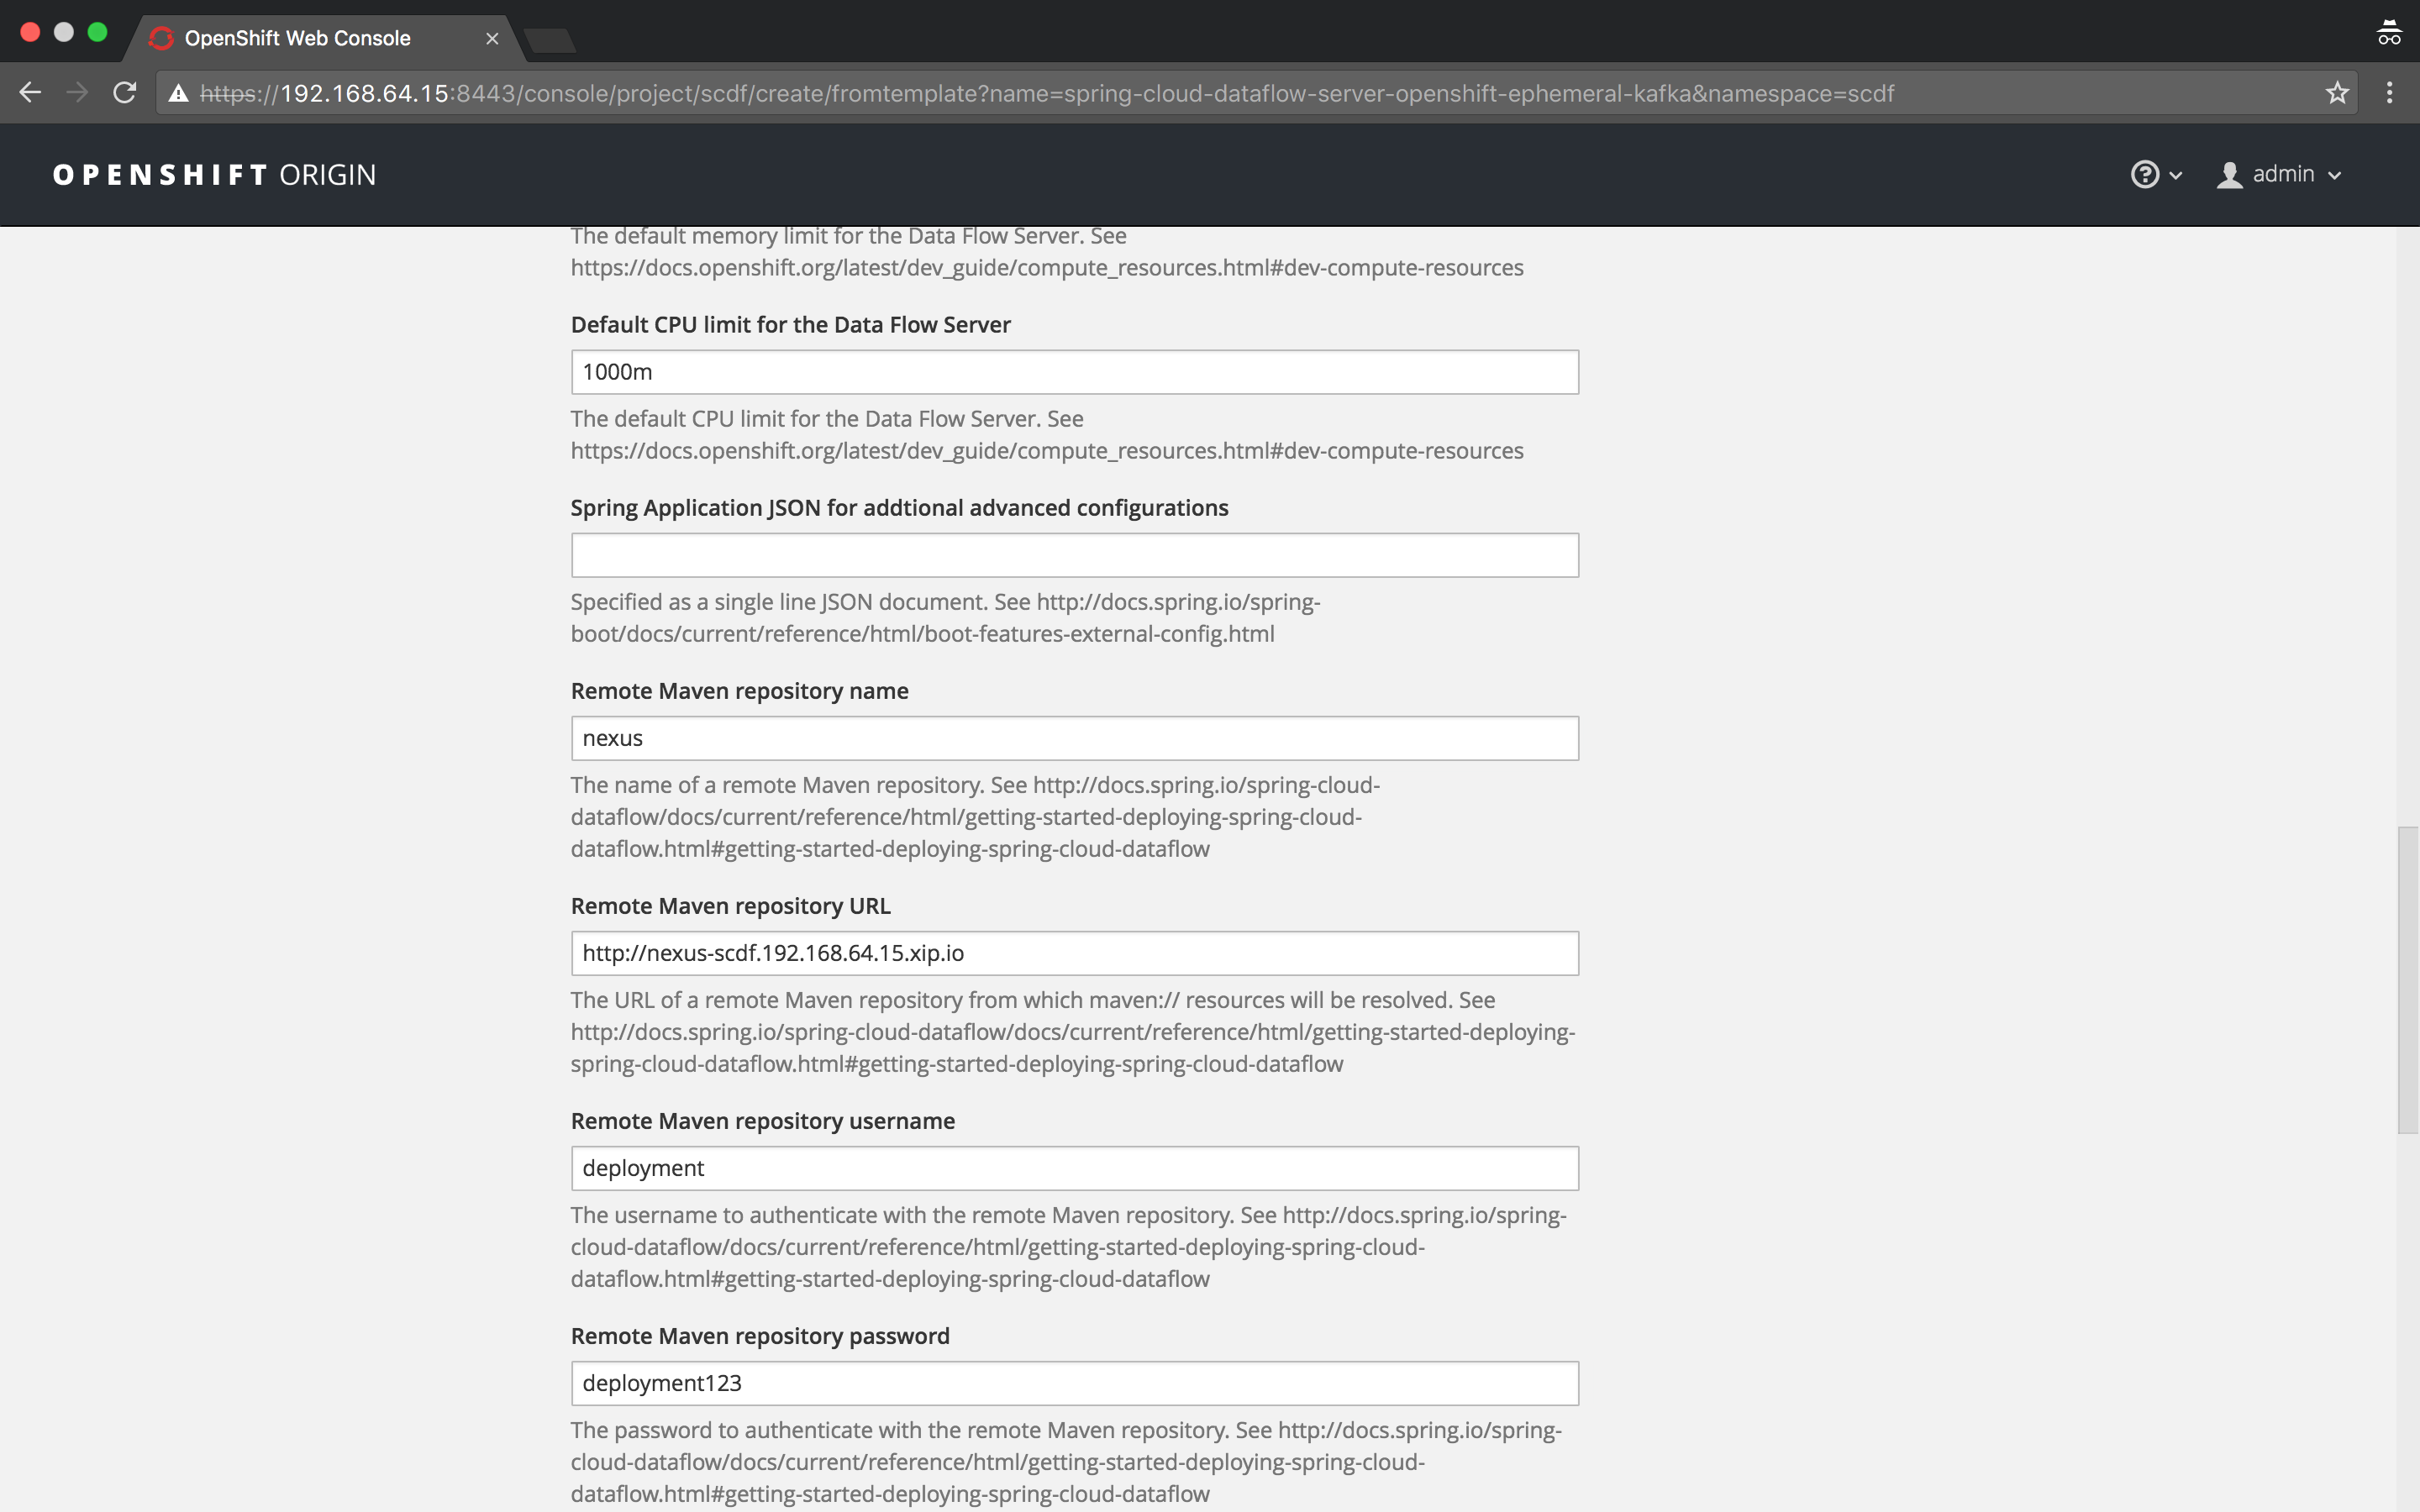 OpenShift Web Console
https://192.168.64.15:8443/console/project/scdf/create/fromtemplate?name=spring-cloud-dataflow-server-openshift-ephemeral-kafka&namespace=scdf
OPENSHIFT ORIGIN
admin
The default memory limit for the Data Flow Server. See
https://docs.openshift.org/latest/dev_guide/compute_resources.html#dev-compute-resources
Default CPU limit for the Data Flow Server
1000m
The default CPU limit for the Data Flow Server. See
https://docs.openshift.org/latest/dev_guide/compute_resources.html#dev-compute-resources
Spring Application JSON for addtional advanced configurations
Specified as a single line JSON document. See http://docs.spring.io/spring-
boot/docs/current/reference/html/boot-features-external-config.html
Remote Maven repository name
nexus
The name of a remote Maven repository. See http://docs.spring.io/spring-cloud-
dataflow/docs/current/reference/html/getting-started-deploying-spring-cloud-
dataflow.html#getting-started-deploying-spring-cloud-dataflow
Remote Maven repository URL
http://nexus-scdf.192.168.64.15.xip.io
The URL of a remote Maven repository from which maven:// resources will be resolved. See
http://docs.spring.io/spring-cloud-dataflow/docs/current/reference/html/getting-started-deploying-
spring-cloud-dataflow.html#getting-started-deploying-spring-cloud-dataflow
Remote Maven repository username
deployment
The username to authenticate with the remote Maven repository. See http://docs.spring.io/spring-
cloud-dataflow/docs/current/reference/html/getting-started-deploying-spring-cloud-
dataflow.html#getting-started-deploying-spring-cloud-dataflow
Remote Maven repository password
deployment123
The password to authenticate with the remote Maven repository. See http://docs.spring.io/spring-
cloud-dataflow/docs/current/reference/html/getting-started-deploying-spring-cloud-
dataflow.html#getting-started-deploying-spring-cloud-dataflow